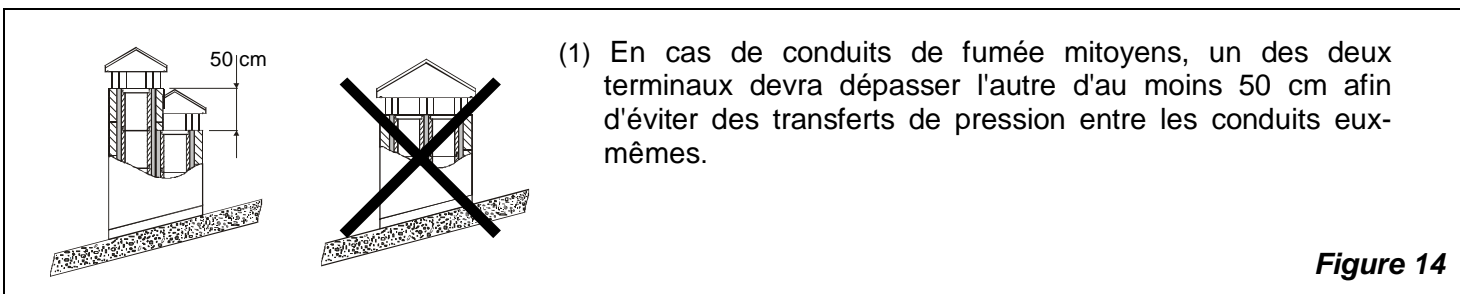 50 cm
(1) En cas de conduits de fumée mitoyens, un des deux
terminaux devra dépasser l'autre d'au moins 50 cm afin
d'éviter des transferts de pression entre les conduits eux-
mêmes.
Figure 14